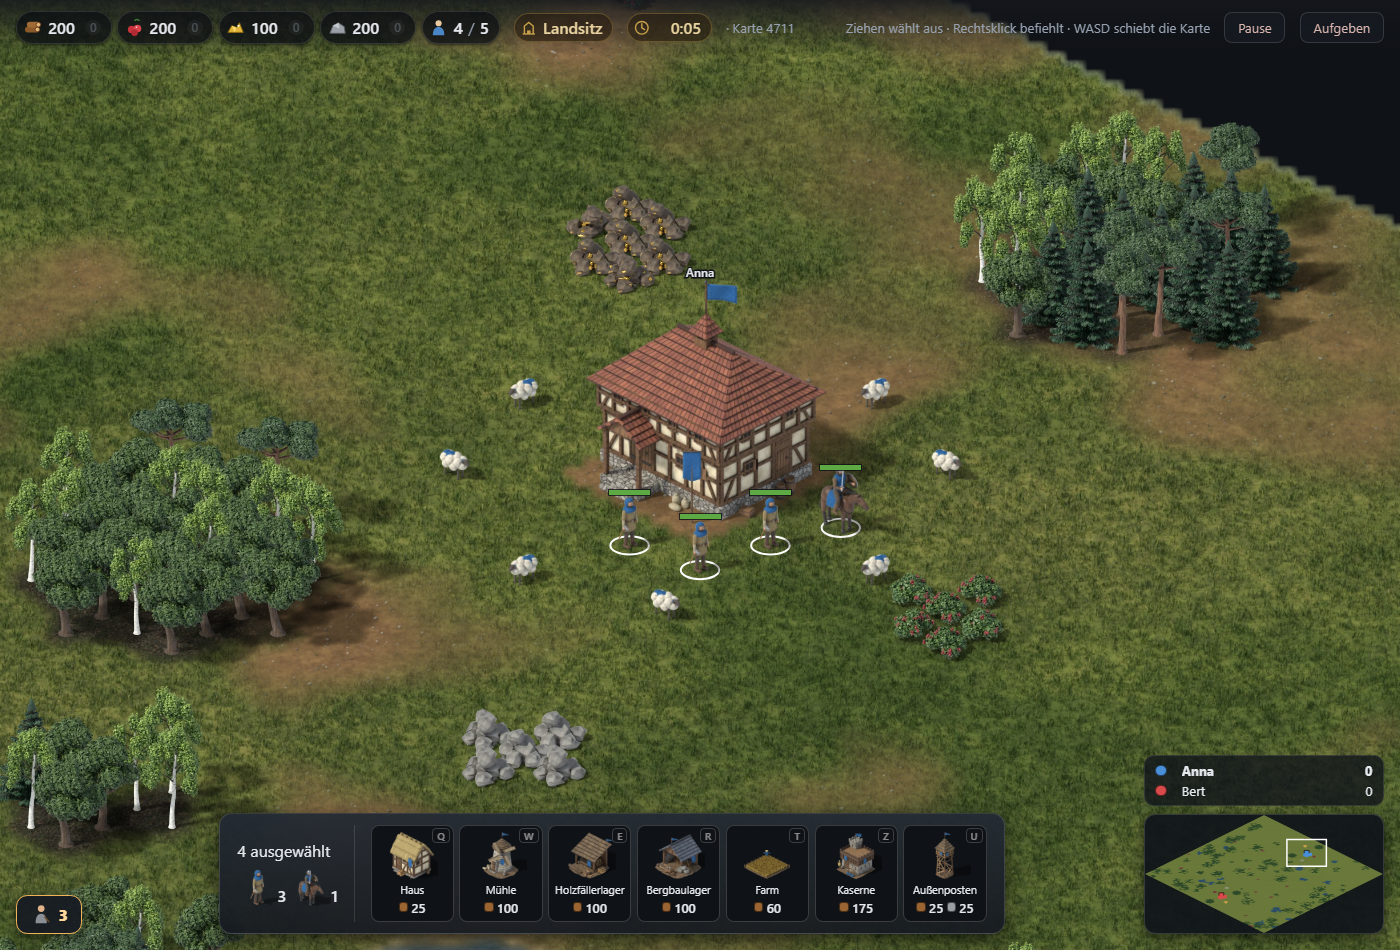 200 0 200 0 100 0 200 0 4 / 5 Landsitz 0:05 · Karte 4711 Ziehen wählt aus · Rechtsklick befiehlt · WASD schiebt die Karte Pause Aufgeben
Anna
Anna 0
Bert 0
4 ausgewählt
3 1
Q W E R T Z U
Haus Mühle Holzfällerlager Bergbaulager Farm Kaserne Außenposten
25 100 100 100 60 175 25 25
3